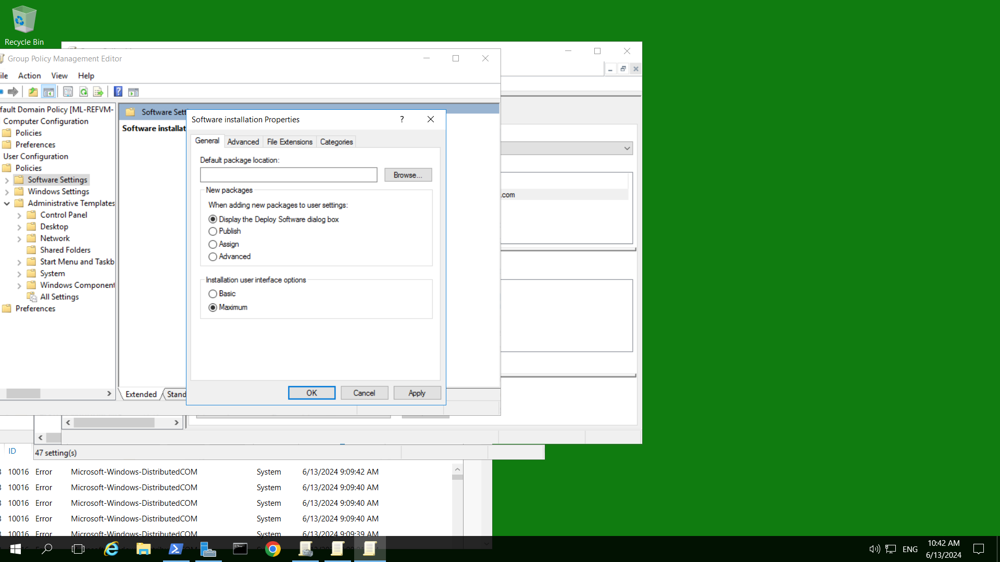 Recycle Bin
Group Policy Management Editor
ile Action View Help
fault Domain Policy [ML-REFVM-
Computer Configuration
Policies
Preferences
User Configuration
Policies
Software Settings
Windows Settings
Administrative Templates
Control Panel
Desktop
Network
Shared Folders
Start Menu and Taskb
System
Windows Component
All Settings
Preferences
Software Sett
Software installat
Extended
Stand
Software installation Properties
General Advanced File Extensions Categories
Default package location:
Browse...
New packages
When adding new packages to user settings:
Display the Deploy Software dialog box
Publish
Assign
Advanced
Installation user interface options
Basic
Maximum
OK Cancel Apply
.com
47 setting(s)
ID
10016 Error Microsoft-Windows-DistributedCOM System 6/13/2024 9:09:42 AM
10016 Error Microsoft-Windows-DistributedCOM System 6/13/2024 9:09:40 AM
10016 Error Microsoft-Windows-DistributedCOM System 6/13/2024 9:09:40 AM
10016 Error Microsoft-Windows-DistributedCOM System 6/13/2024 9:09:40 AM
10016 Error Microsoft-Windows-DistributedCOM System 6/13/2024 9:09:39 AM
ENG
10:42 AM
6/13/2024